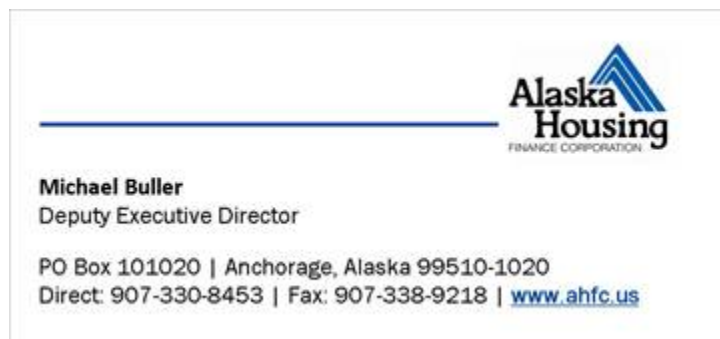 Alaska
Housing
FINANCE CORPORATION
Michael Buller
Deputy Executive Director
PO Box 101020 | Anchorage, Alaska 99510-1020
Direct: 907-330-8453 | Fax: 907-338-9218 | www.ahfc.us